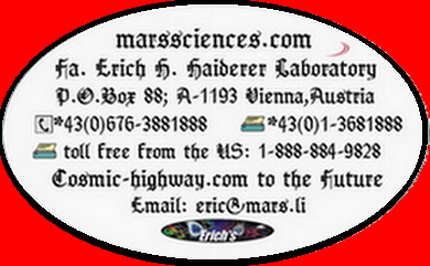 marssciences.com
Fa. Erich H. Haiderer Laboratory
P.O.Box 88; A-1193 Vienna,Austria
*43(0)676-3881888 *43(0)1-3681888
toll free from the US: 1-888-884-9828
Cosmic-highway.com to the Future
Email: eric@mars.li
Erich's